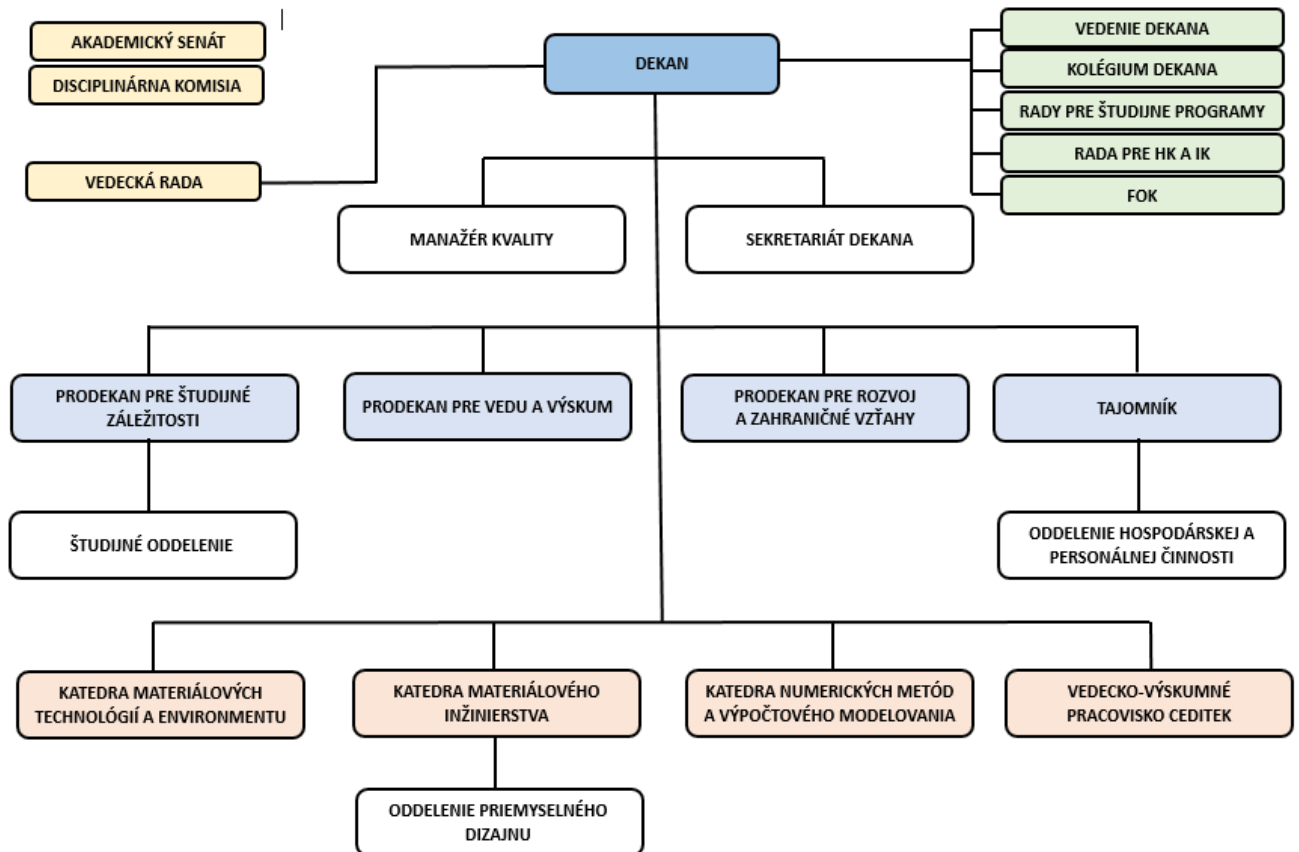 AKADEMICKÝ SENÁT
DISCIPLINÁRNA KOMISIA
VEDECKÁ RADA
DEKAN
VEDENIE DEKANA
KOLÉGIUM DEKANA
RADY PRE ŠTUDIJNE PROGRAMY
RADA PRE HK A IK
FOK
MANAŽÉR KVALITY
SEKRETARIÁT DEKANA
PRODEKAN PRE ŠTUDIJNÉ
ZÁLEŽITOSTI
PRODEKAN PRE VEDU A VÝSKUM
PRODEKAN PRE ROZVOJ
A ZAHRANIČNÉ VZŤAHY
TAJOMNÍK
ŠTUDIJNÉ ODDELENIE
ODDELENIE HOSPODÁRSKEJ A
PERSONÁLNEJ ČINNOSTI
KATEDRA MATERIÁLOVÝCH
TECHNOLÓGIÍ A ENVIRONMENTU
KATEDRA MATERIÁLOVÉHO
INŽINIERSTVA
KATEDRA NUMERICKÝCH METÓD
A VÝPOČTOVÉHO MODELOVANIA
VEDECKO-VÝSKUMNÉ
PRACOVISKO CEDITEK
ODDELENIE PRIEMYSELNÉHO
DIZAJNU